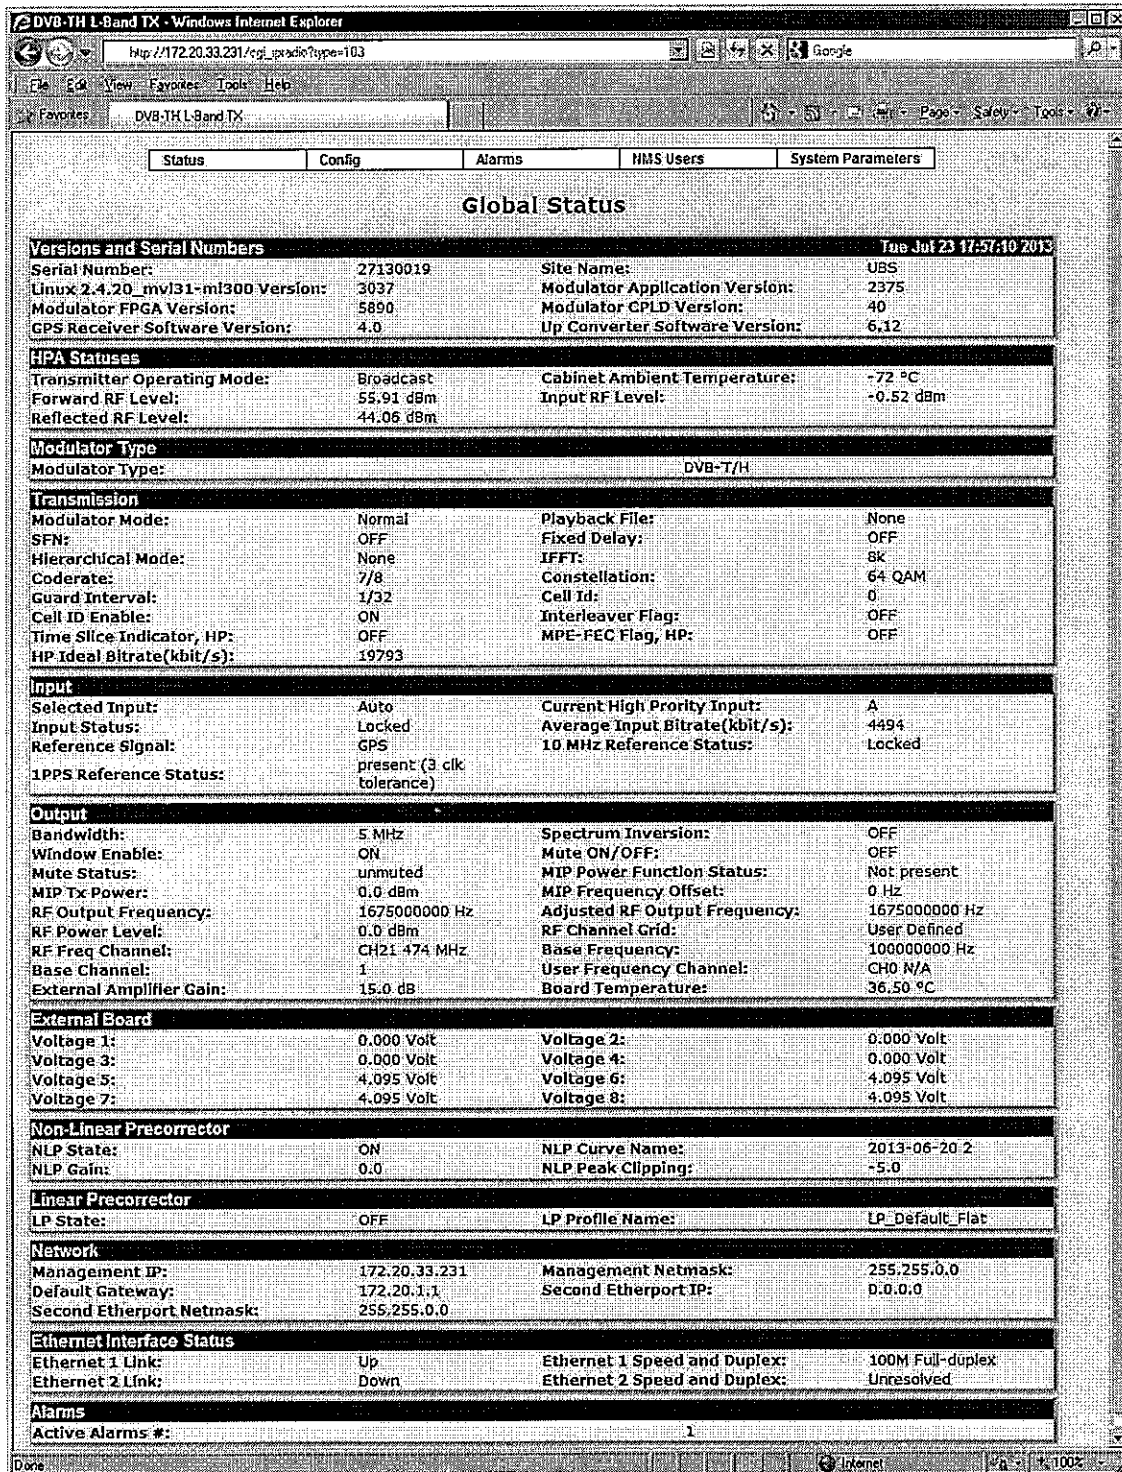 DVB-TH L-Band TX - Windows Internet Explorer
http://172.20.33.231/cgi_ipradio?type=103
Google
File Edit View Favorites Tools Help
Favorites DVB-TH L-Band TX Page Safety Tools
Status Config Alarms NMS Users System Parameters
Global Status
Versions and Serial Numbers Tue Jul 23 17:57:10 2013
Serial Number: 27130019 Site Name: UBS
Linux 2.4.20_mvl31-ml300 Version: 3037 Modulator Application Version: 2375
Modulator FPGA Version: 5890 Modulator CPLD Version: 40
GPS Receiver Software Version: 4.0 Up Converter Software Version: 6.12
HPA Statuses
Transmitter Operating Mode: Broadcast Cabinet Ambient Temperature: -72 °C
Forward RF Level: 55.91 dBm Input RF Level: -0.52 dBm
Reflected RF Level: 44.06 dBm
Modulator Type
Modulator Type: DVB-T/H
Transmission
Modulator Mode: Normal Playback File: None
SFN: OFF Fixed Delay: OFF
Hierarchical Mode: None IFFT: 8k
Coderate: 7/8 Constellation: 64 QAM
Guard Interval: 1/32 Cell Id: 0
Cell ID Enable: ON Interleaver Flag: OFF
Time Slice Indicator, HP: OFF MPE-FEC Flag, HP: OFF
HP Ideal Bitrate(kbit/s): 19793
Input
Selected Input: Auto Current High Prority Input: A
Input Status: Locked Average Input Bitrate(kbit/s): 4494
Reference Signal: GPS 10 MHz Reference Status: Locked
1PPS Reference Status: present (3 clk tolerance)
Output
Bandwidth: 5 MHz Spectrum Inversion: OFF
Window Enable: ON Mute ON/OFF: OFF
Mute Status: unmuted MIP Power Function Status: Not present
MIP Tx Power: 0.0 dBm MIP Frequency Offset: 0 Hz
RF Output Frequency: 1675000000 Hz Adjusted RF Output Frequency: 1675000000 Hz
RF Power Level: 0.0 dBm RF Channel Grid: User Defined
RF Freq Channel: CH21 474 MHz Base Frequency: 100000000 Hz
Base Channel: 1 User Frequency Channel: CH0 N/A
External Amplifier Gain: 15.0 dB Board Temperature: 36.50 °C
External Board
Voltage 1: 0.000 Volt Voltage 2: 0.000 Volt
Voltage 3: 0.000 Volt Voltage 4: 0.000 Volt
Voltage 5: 4.095 Volt Voltage 6: 4.095 Volt
Voltage 7: 4.095 Volt Voltage 8: 4.095 Volt
Non-Linear Precorrector
NLP State: ON NLP Curve Name: 2013-06-20 2
NLP Gain: 0.0 NLP Peak Clipping: -5.0
Linear Precorrector
LP State: OFF LP Profile Name: LP_Default_Flat
Network
Management IP: 172.20.33.231 Management Netmask: 255.255.0.0
Default Gateway: 172.20.1.1 Second Etherport IP: 0.0.0.0
Second Etherport Netmask: 255.255.0.0
Ethernet Interface Status
Ethernet 1 Link: Up Ethernet 1 Speed and Duplex: 100M Full-duplex
Ethernet 2 Link: Down Ethernet 2 Speed and Duplex: Unresolved
Alarms
Active Alarms #: 1
Done Internet 100%